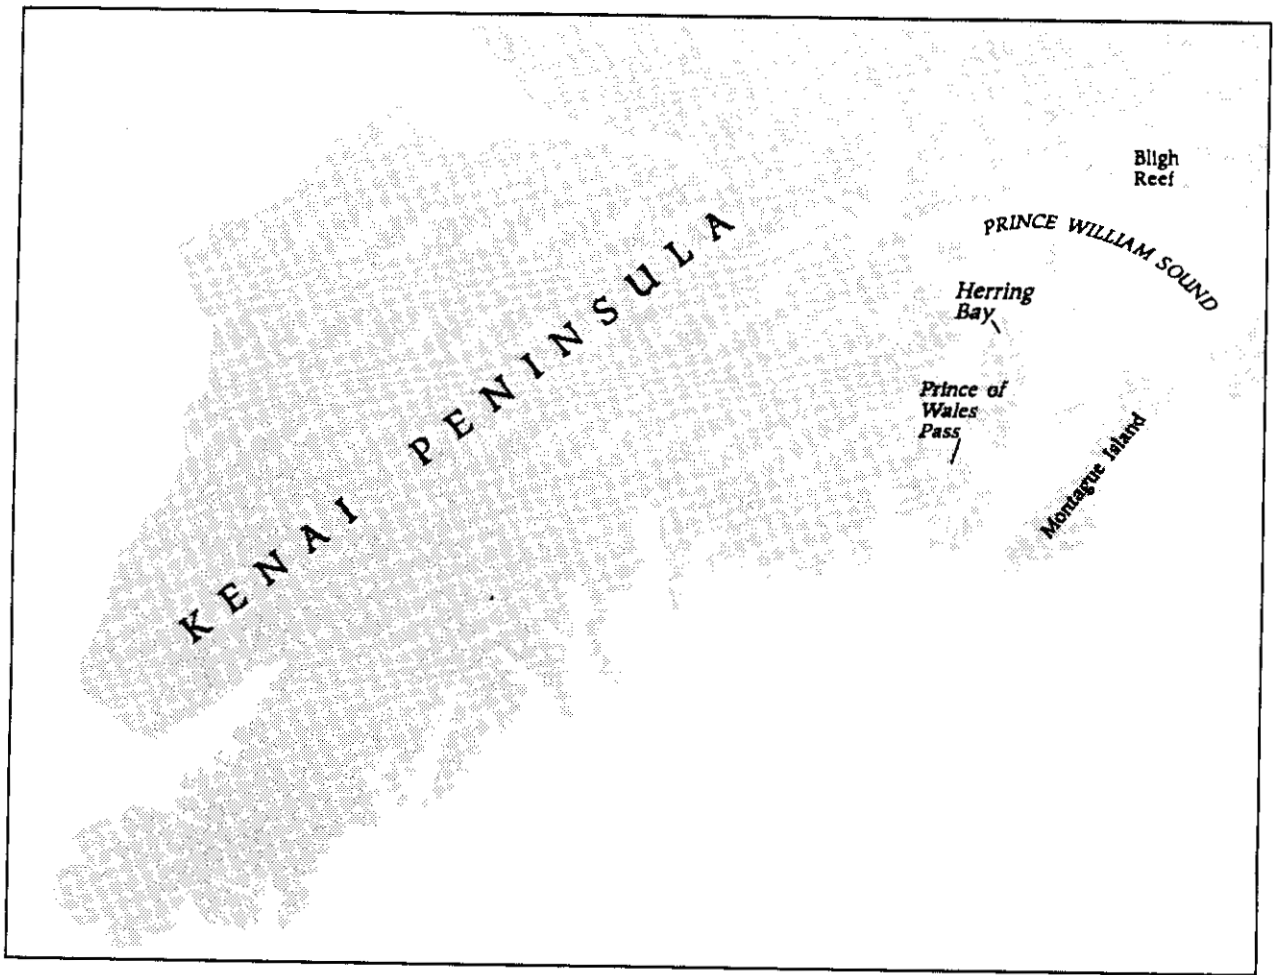 Bligh
Reef
PRINCE WILLIAM SOUND
KENAI PENINSULA
Herring
Bay
Prince of
Wales
Pass
Montague Island